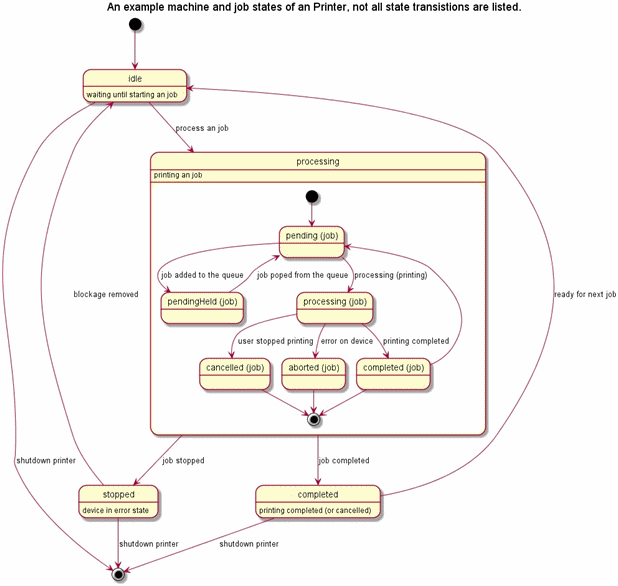 An example machine and job states of an Printer, not all state transistions are listed.
idle
waiting until starting an job
process an job
processing
printing an job
pending (job)
job added to the queue
job poped from the queue
processing (printing)
blockage removed
ready for next job
pendingHeld (job)
processing (job)
user stopped printing
error on device
printing completed
cancelled (job)
aborted (job)
completed (job)
shutdown printer
job stopped
job completed
stopped
device in error state
completed
printing completed (or cancelled)
shutdown printer
shutdown printer